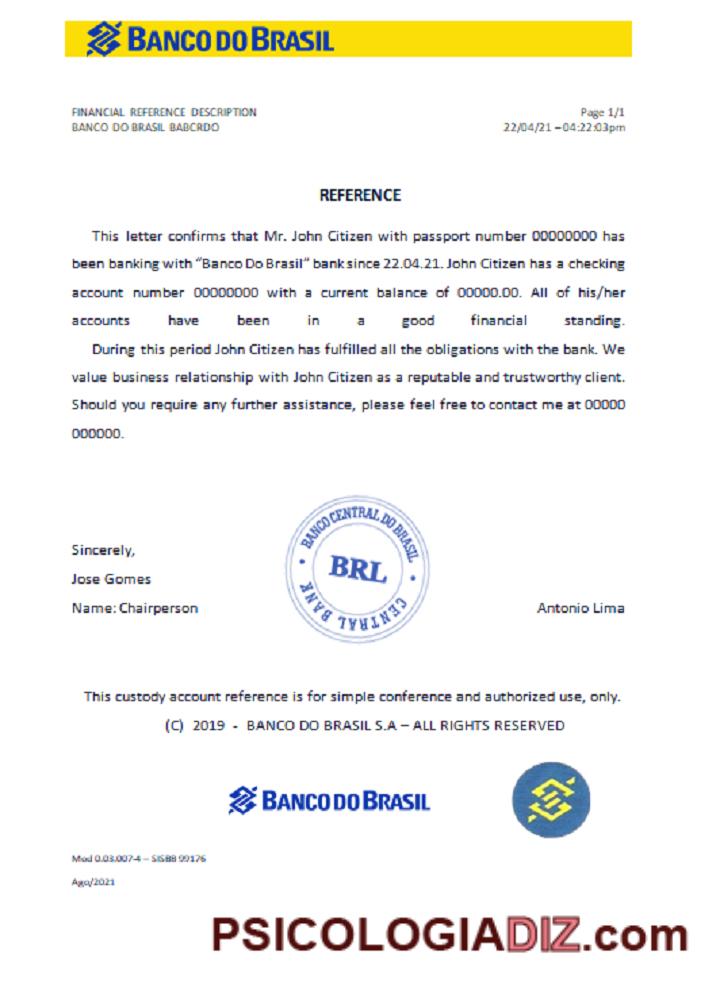 BANCO DO BRASIL
FINANCIAL REFERENCE DESCRIPTION
BANCO DO BRASIL BABCRDO
Page 1/1
22/04/21 – 04:22:03pm
REFERENCE
This letter confirms that Mr. John Citizen with passport number 00000000 has
been banking with “Banco Do Brasil” bank since 22.04.21. John Citizen has a checking
account number 00000000 with a current balance of 00000.00. All of his/her
accounts have been in a good financial standing.
During this period John Citizen has fulfilled all the obligations with the bank. We
value business relationship with John Citizen as a reputable and trustworthy client.
Should you require any further assistance, please feel free to contact me at 00000
000000.
BANCO CENTRAL DO BRASIL
BRL
CENTRAL BANK
Sincerely,
Jose Gomes
Name: Chairperson
Antonio Lima
This custody account reference is for simple conference and authorized use, only.
(C) 2019 - BANCO DO BRASIL S.A – ALL RIGHTS RESERVED
BANCO DO BRASIL
Mod 0.03.007-4 – SISBB 99176
Ago/2021
PSICOLOGIADIZ.com